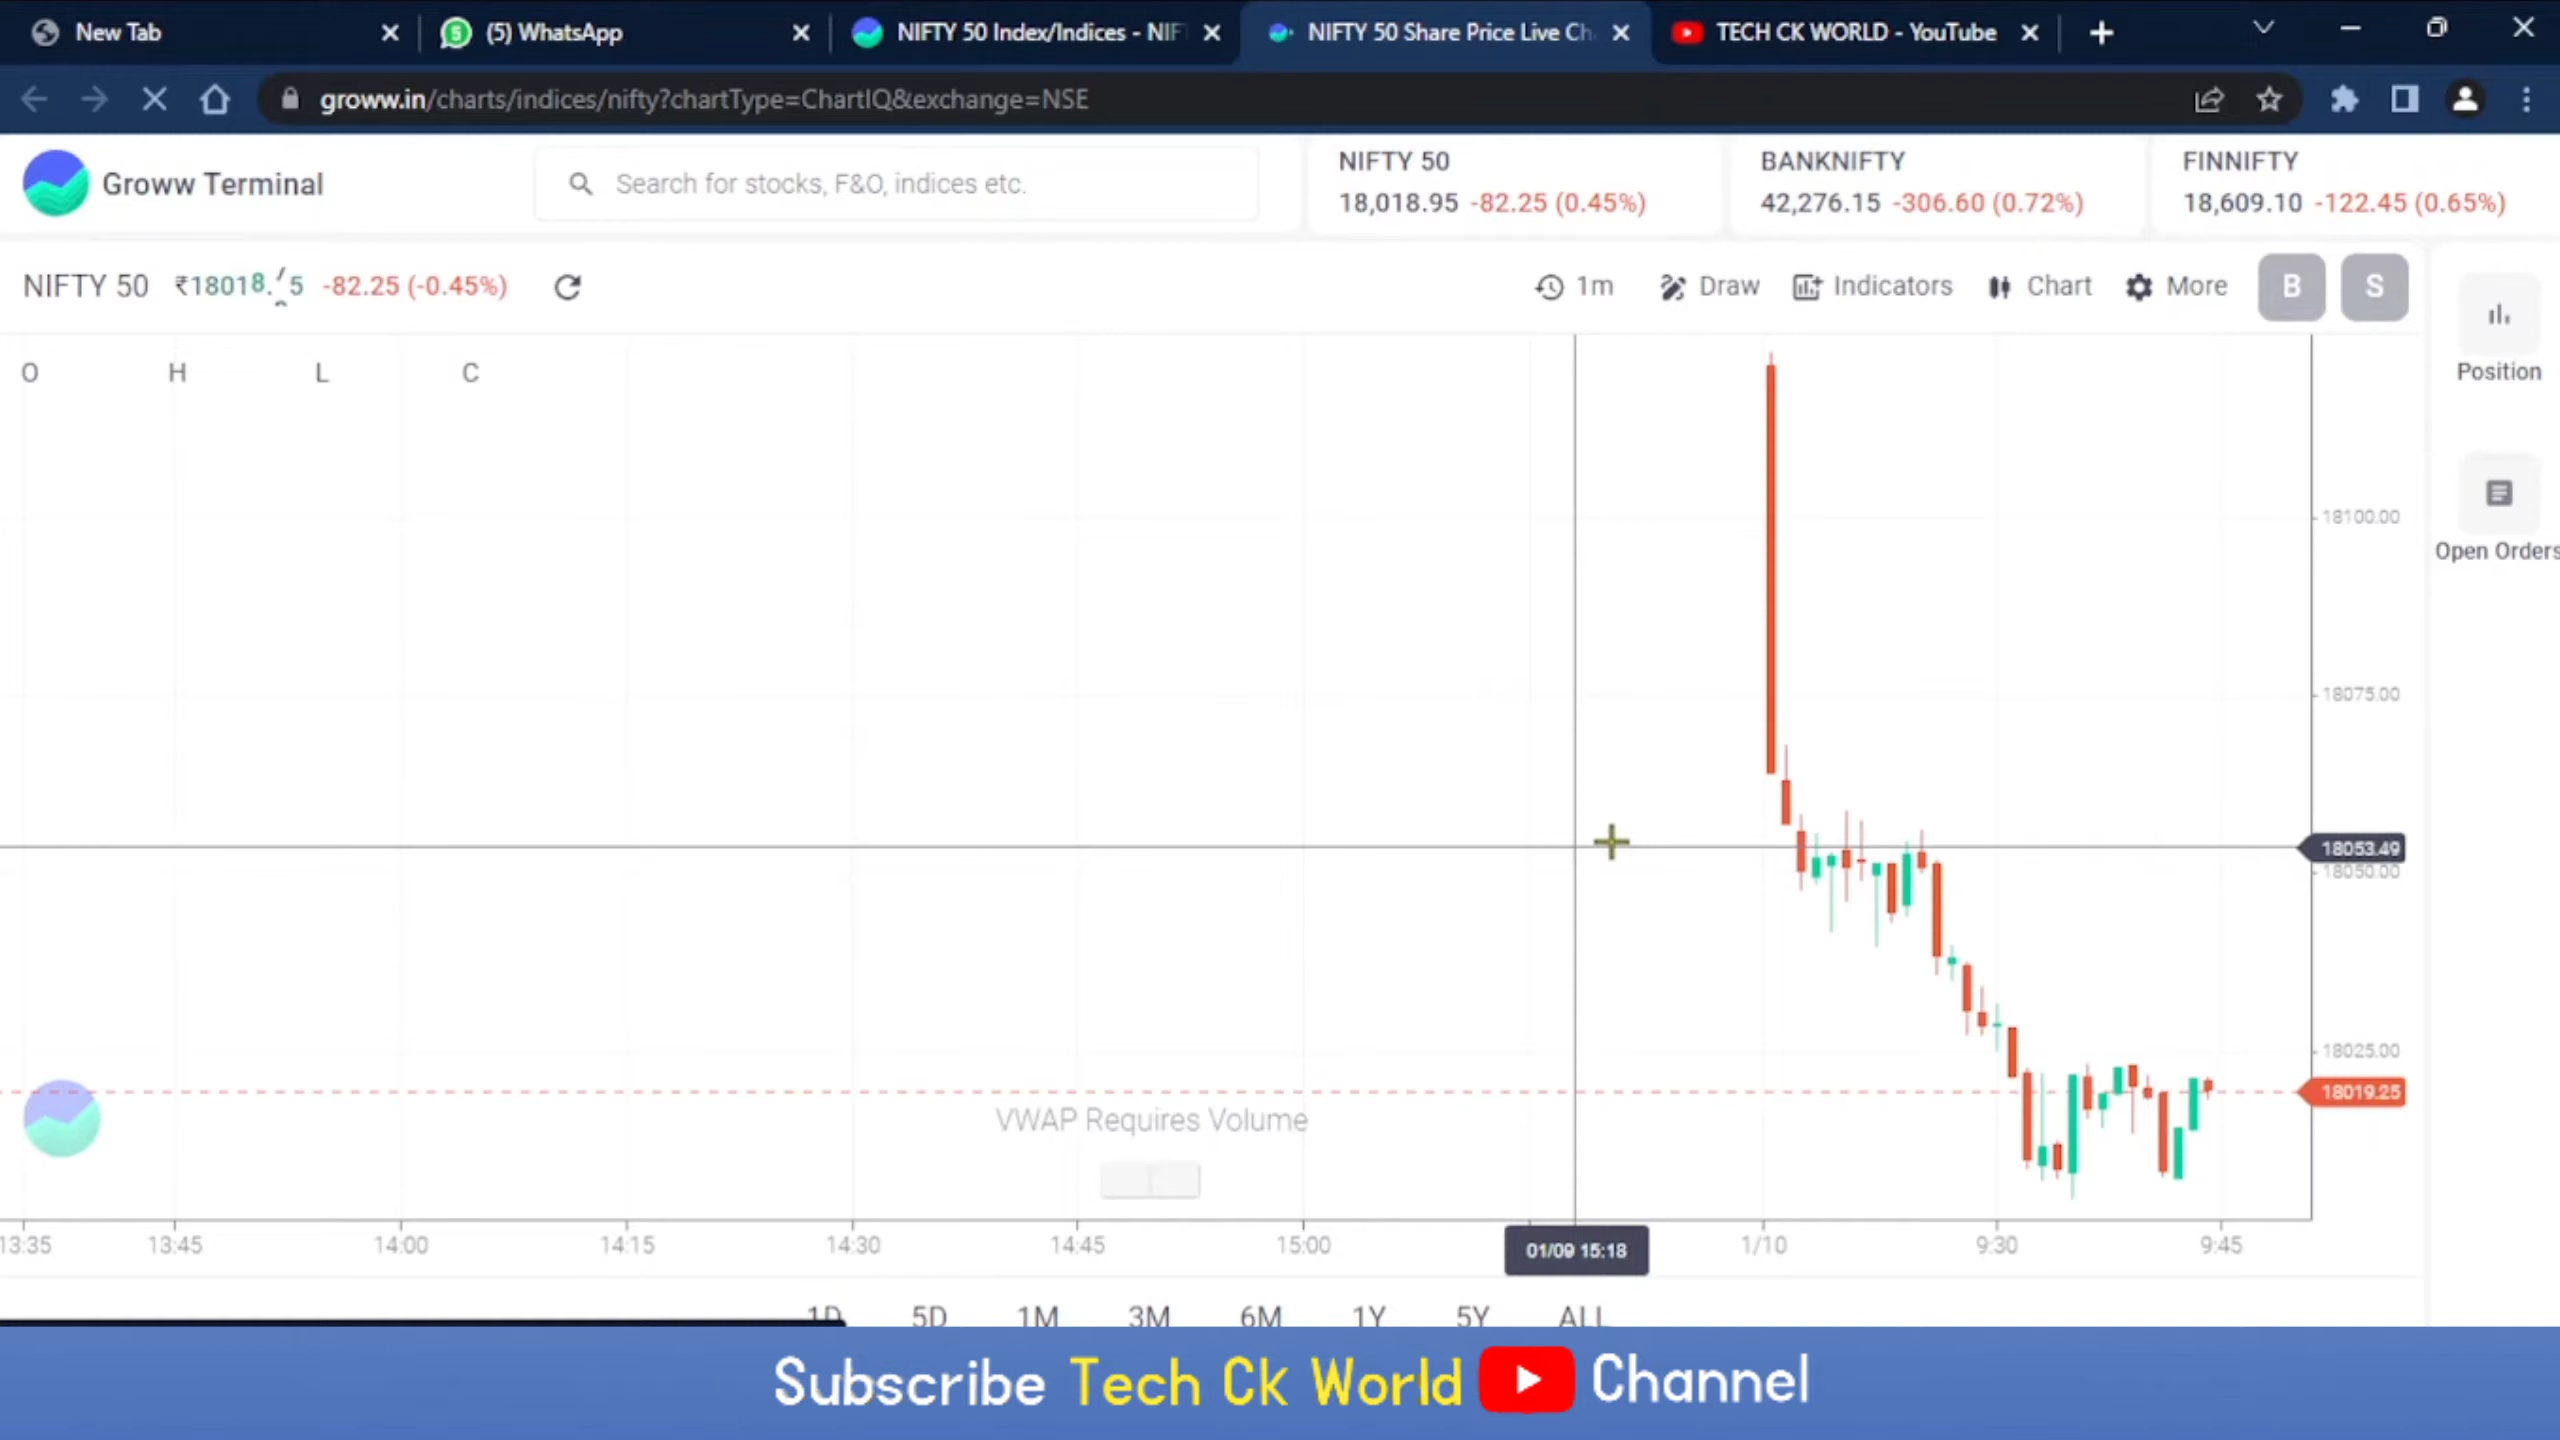 New Tab
(5) WhatsApp
NIFTY 50 Index/Indices - NIF
NIFTY 50 Share Price Live Ch
TECH CK WORLD - YouTube
groww.in/charts/indices/nifty?chartType=ChartIQ&exchange=NSE
Groww Terminal
Search for stocks, F&O, indices etc.
NIFTY 50
18,018.95 -82.25 (0.45%)
BANKNIFTY
42,276.15 -306.60 (0.72%)
FINNIFTY
18,609.10 -122.45 (0.65%)
NIFTY 50 -82.25 (-0.45%)
1m Draw Indicators Chart More B S
Position
Open Orders
O H L C
18100.00
18075.00
18053.49
18050.00
18025.00
18019.25
VWAP Requires Volume
13:35 13:45 14:00 14:15 14:30 14:45 15:00 01/09 15:18 1/10 9:30 9:45
1D 5D 1M 3M 6M 1Y 5Y ALL
Subscribe Tech Ck World Channel